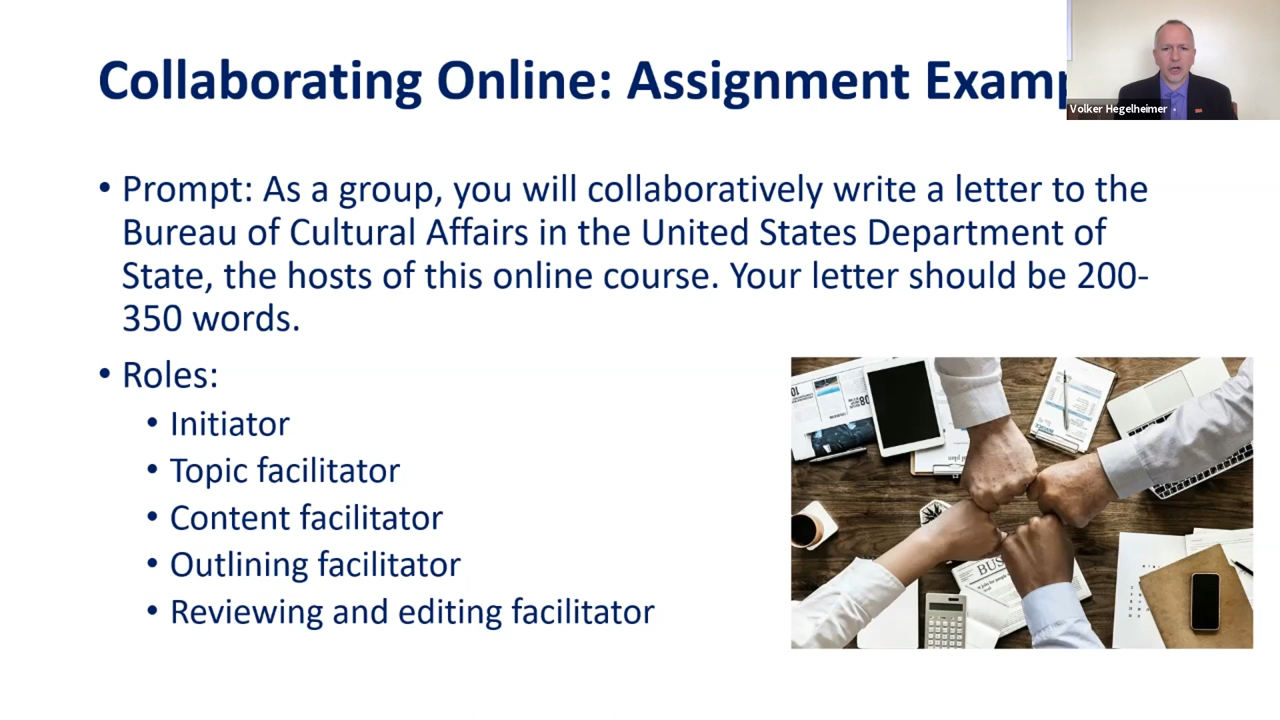 Collaborating Online: Assignment Examp
Volker Hegelheimer
• Prompt: As a group, you will collaboratively write a letter to the
Bureau of Cultural Affairs in the United States Department of
State, the hosts of this online course. Your letter should be 200-
350 words.
• Roles:
• Initiator
• Topic facilitator
• Content facilitator
• Outlining facilitator
• Reviewing and editing facilitator